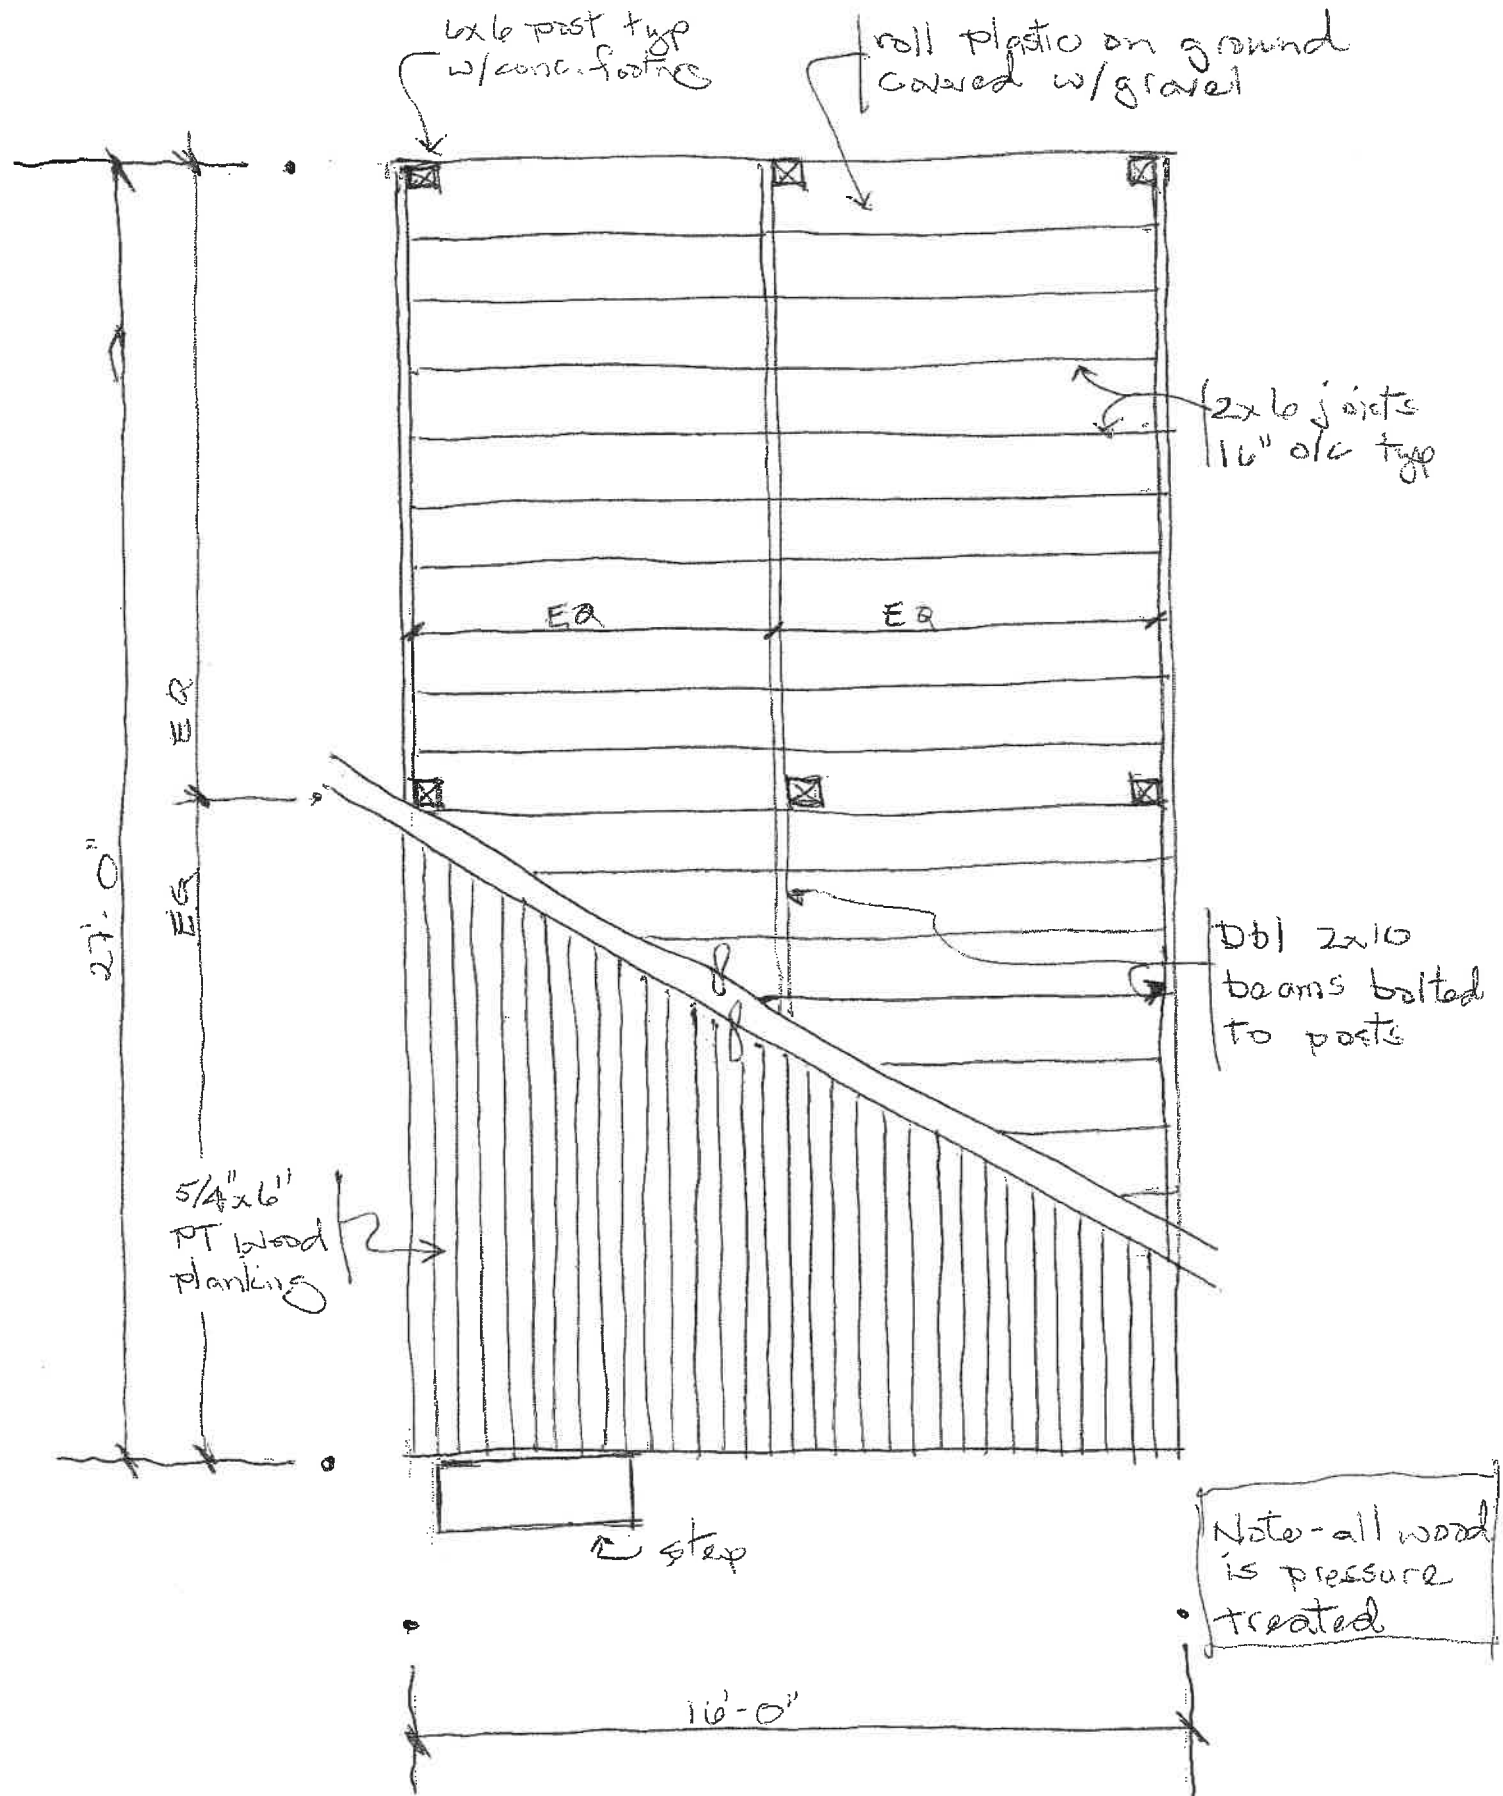 6x6 post typ
w/conc. footng
roll plastic on ground
covered w/gravel
2x6 joists
16" o/c typ
EQ
EQ
EQ
EQ
27'-0"
Dbl 2x10
beams bolted
to posts
5/4"x6"
PT wood
planking
step
Note-all wood
is pressure
treated
16'-0"